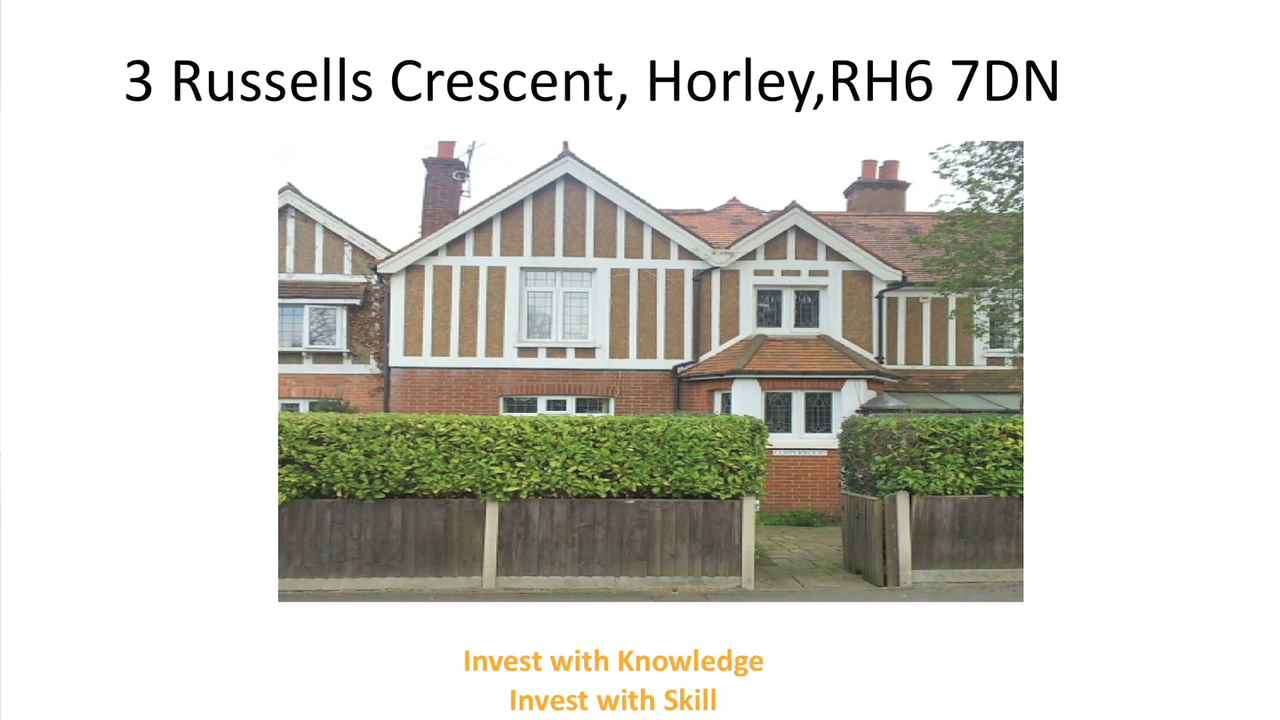 3 Russells Crescent, Horley,RH6 7DN
Invest with Knowledge
Invest with Skill